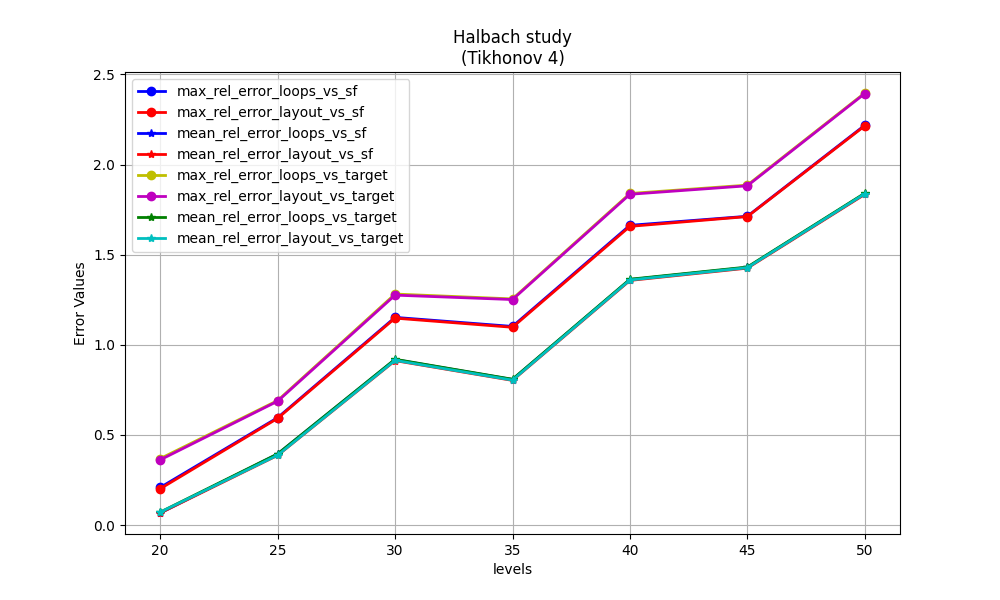 Halbach study
(Tikhonov 4)
max_rel_error_loops_vs_sf
max_rel_error_layout_vs_sf
mean_rel_error_loops_vs_sf
mean_rel_error_layout_vs_sf
max_rel_error_loops_vs_target
max_rel_error_layout_vs_target
mean_rel_error_loops_vs_target
mean_rel_error_layout_vs_target
Error Values
2.5
2.0
1.5
1.0
0.5
0.0
20 25 30 35 40 45 50
levels